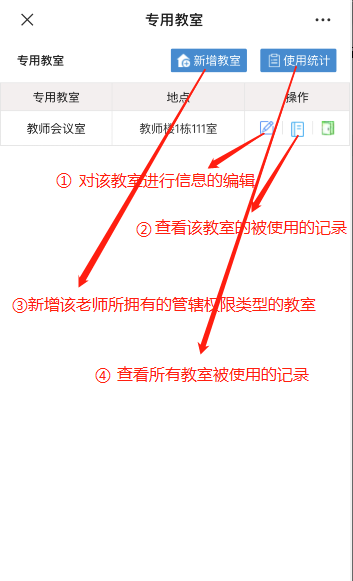 专用教室
专用教室 新增教室 使用统计
专用教室 地点 操作
教师会议室 教师楼1栋111室
① 对该教室进行信息的编辑
② 查看该教室的被使用的记录
③新增该老师所拥有的管辖权限类型的教室
④ 查看所有教室被使用的记录